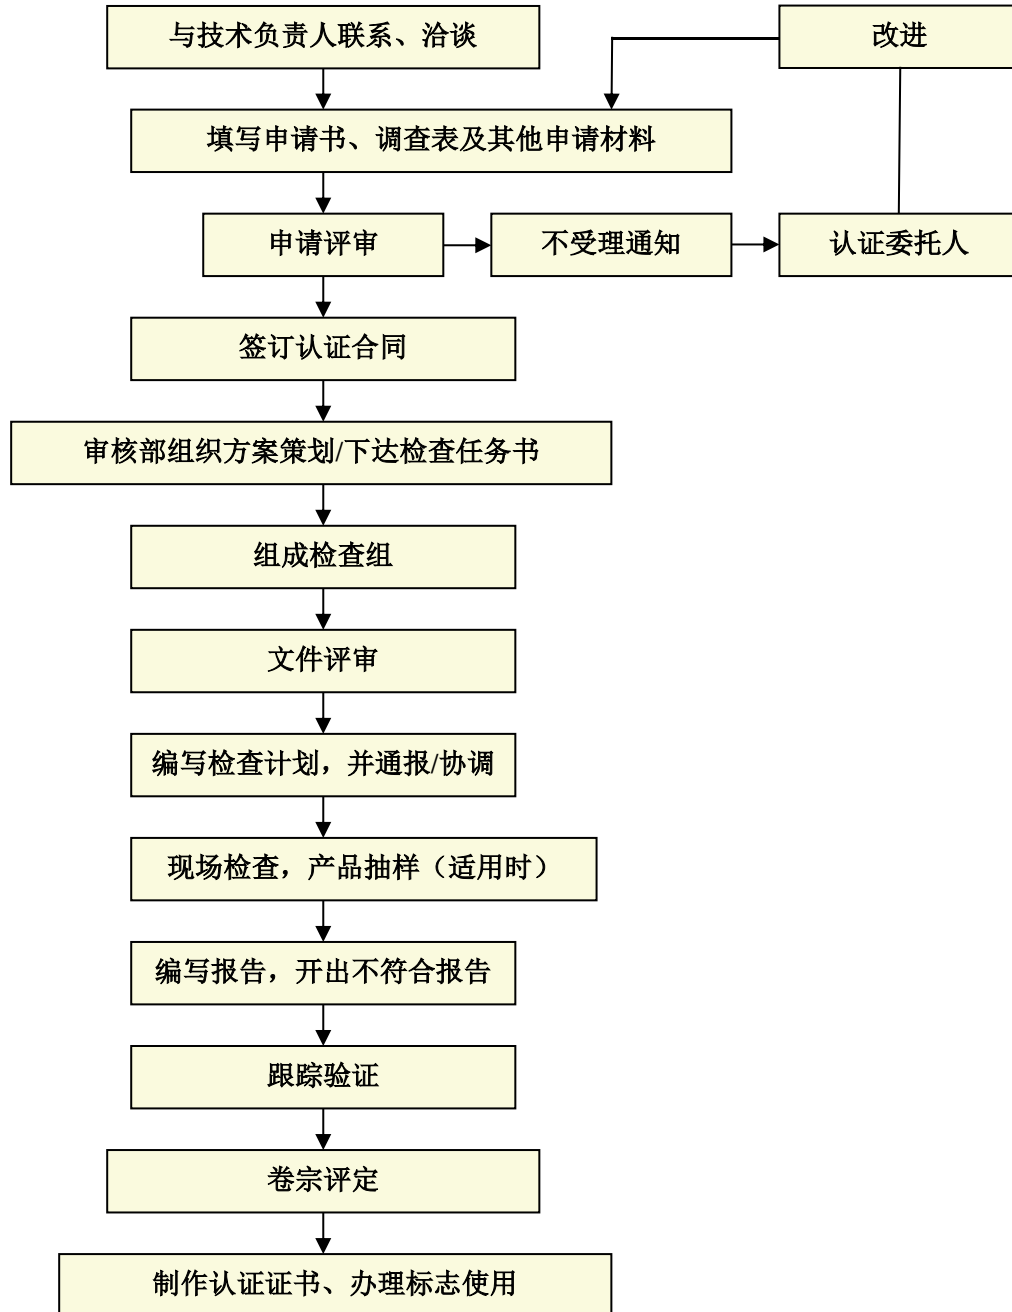 与技术负责人联系、洽谈
改进
填写申请书、调查表及其他申请材料
申请评审
不受理通知
认证委托人
签订认证合同
审核部组织方案策划/下达检查任务书
组成检查组
文件评审
编写检查计划，并通报/协调
现场检查，产品抽样（适用时）
编写报告，开出不符合报告
跟踪验证
卷宗评定
制作认证证书、办理标志使用